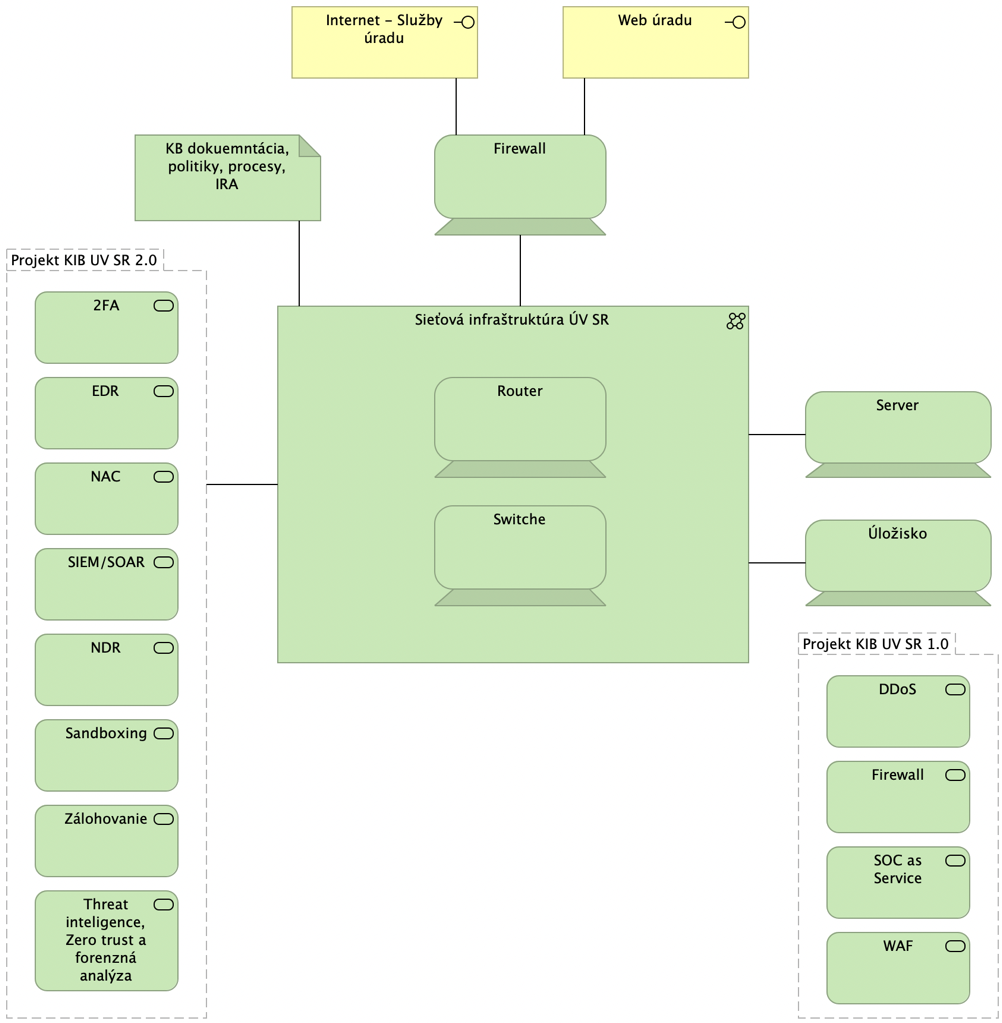 Internet – Služby
úradu
Web úradu
KB dokuemntácia,
politiky, procesy,
IRA
Firewall
Projekt KIB UV SR 2.0
2FA
EDR
NAC
SIEM/SOAR
NDR
Sandboxing
Zálohovanie
Threat
inteligence,
Zero trust a
forenzná
analýza
Sieťová infraštruktúra ÚV SR
Router
Switche
Server
Úložisko
Projekt KIB UV SR 1.0
DDoS
Firewall
SOC as
Service
WAF